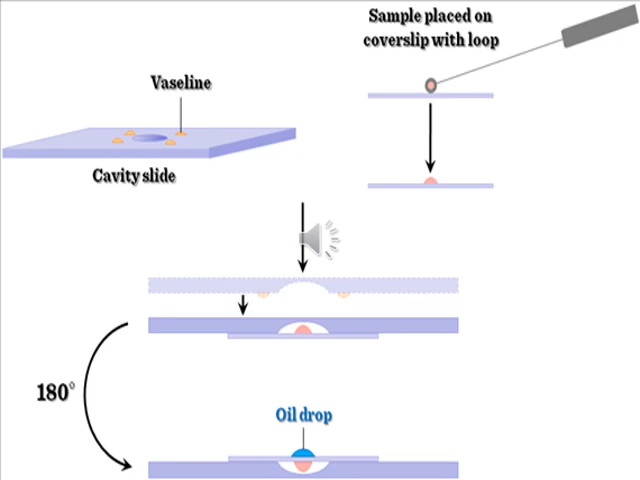 Sample placed on
coverslip with loop
Vaseline
Cavity slide
180°
Oil drop